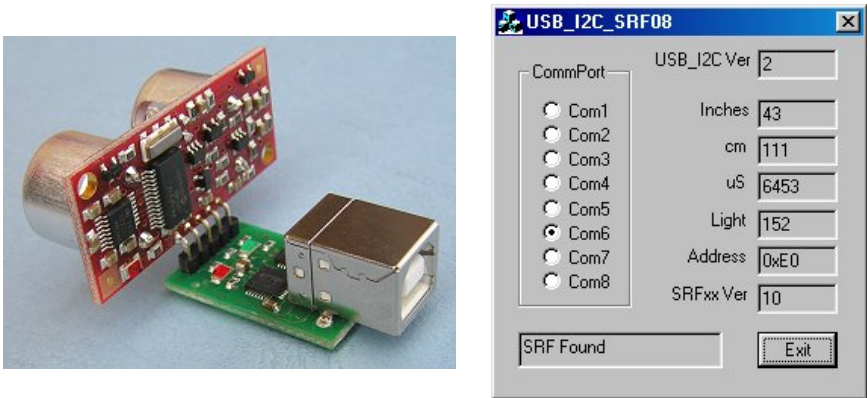 USB_I2C_SRF08
USB_I2C Ver 2
CommPort
Com1
Com2
Com3
Com4
Com5
Com6
Com7
Com8
Inches 43
cm 111
uS 6453
Light 152
Address 0xE0
SRFxx Ver 10
SRF Found
Exit